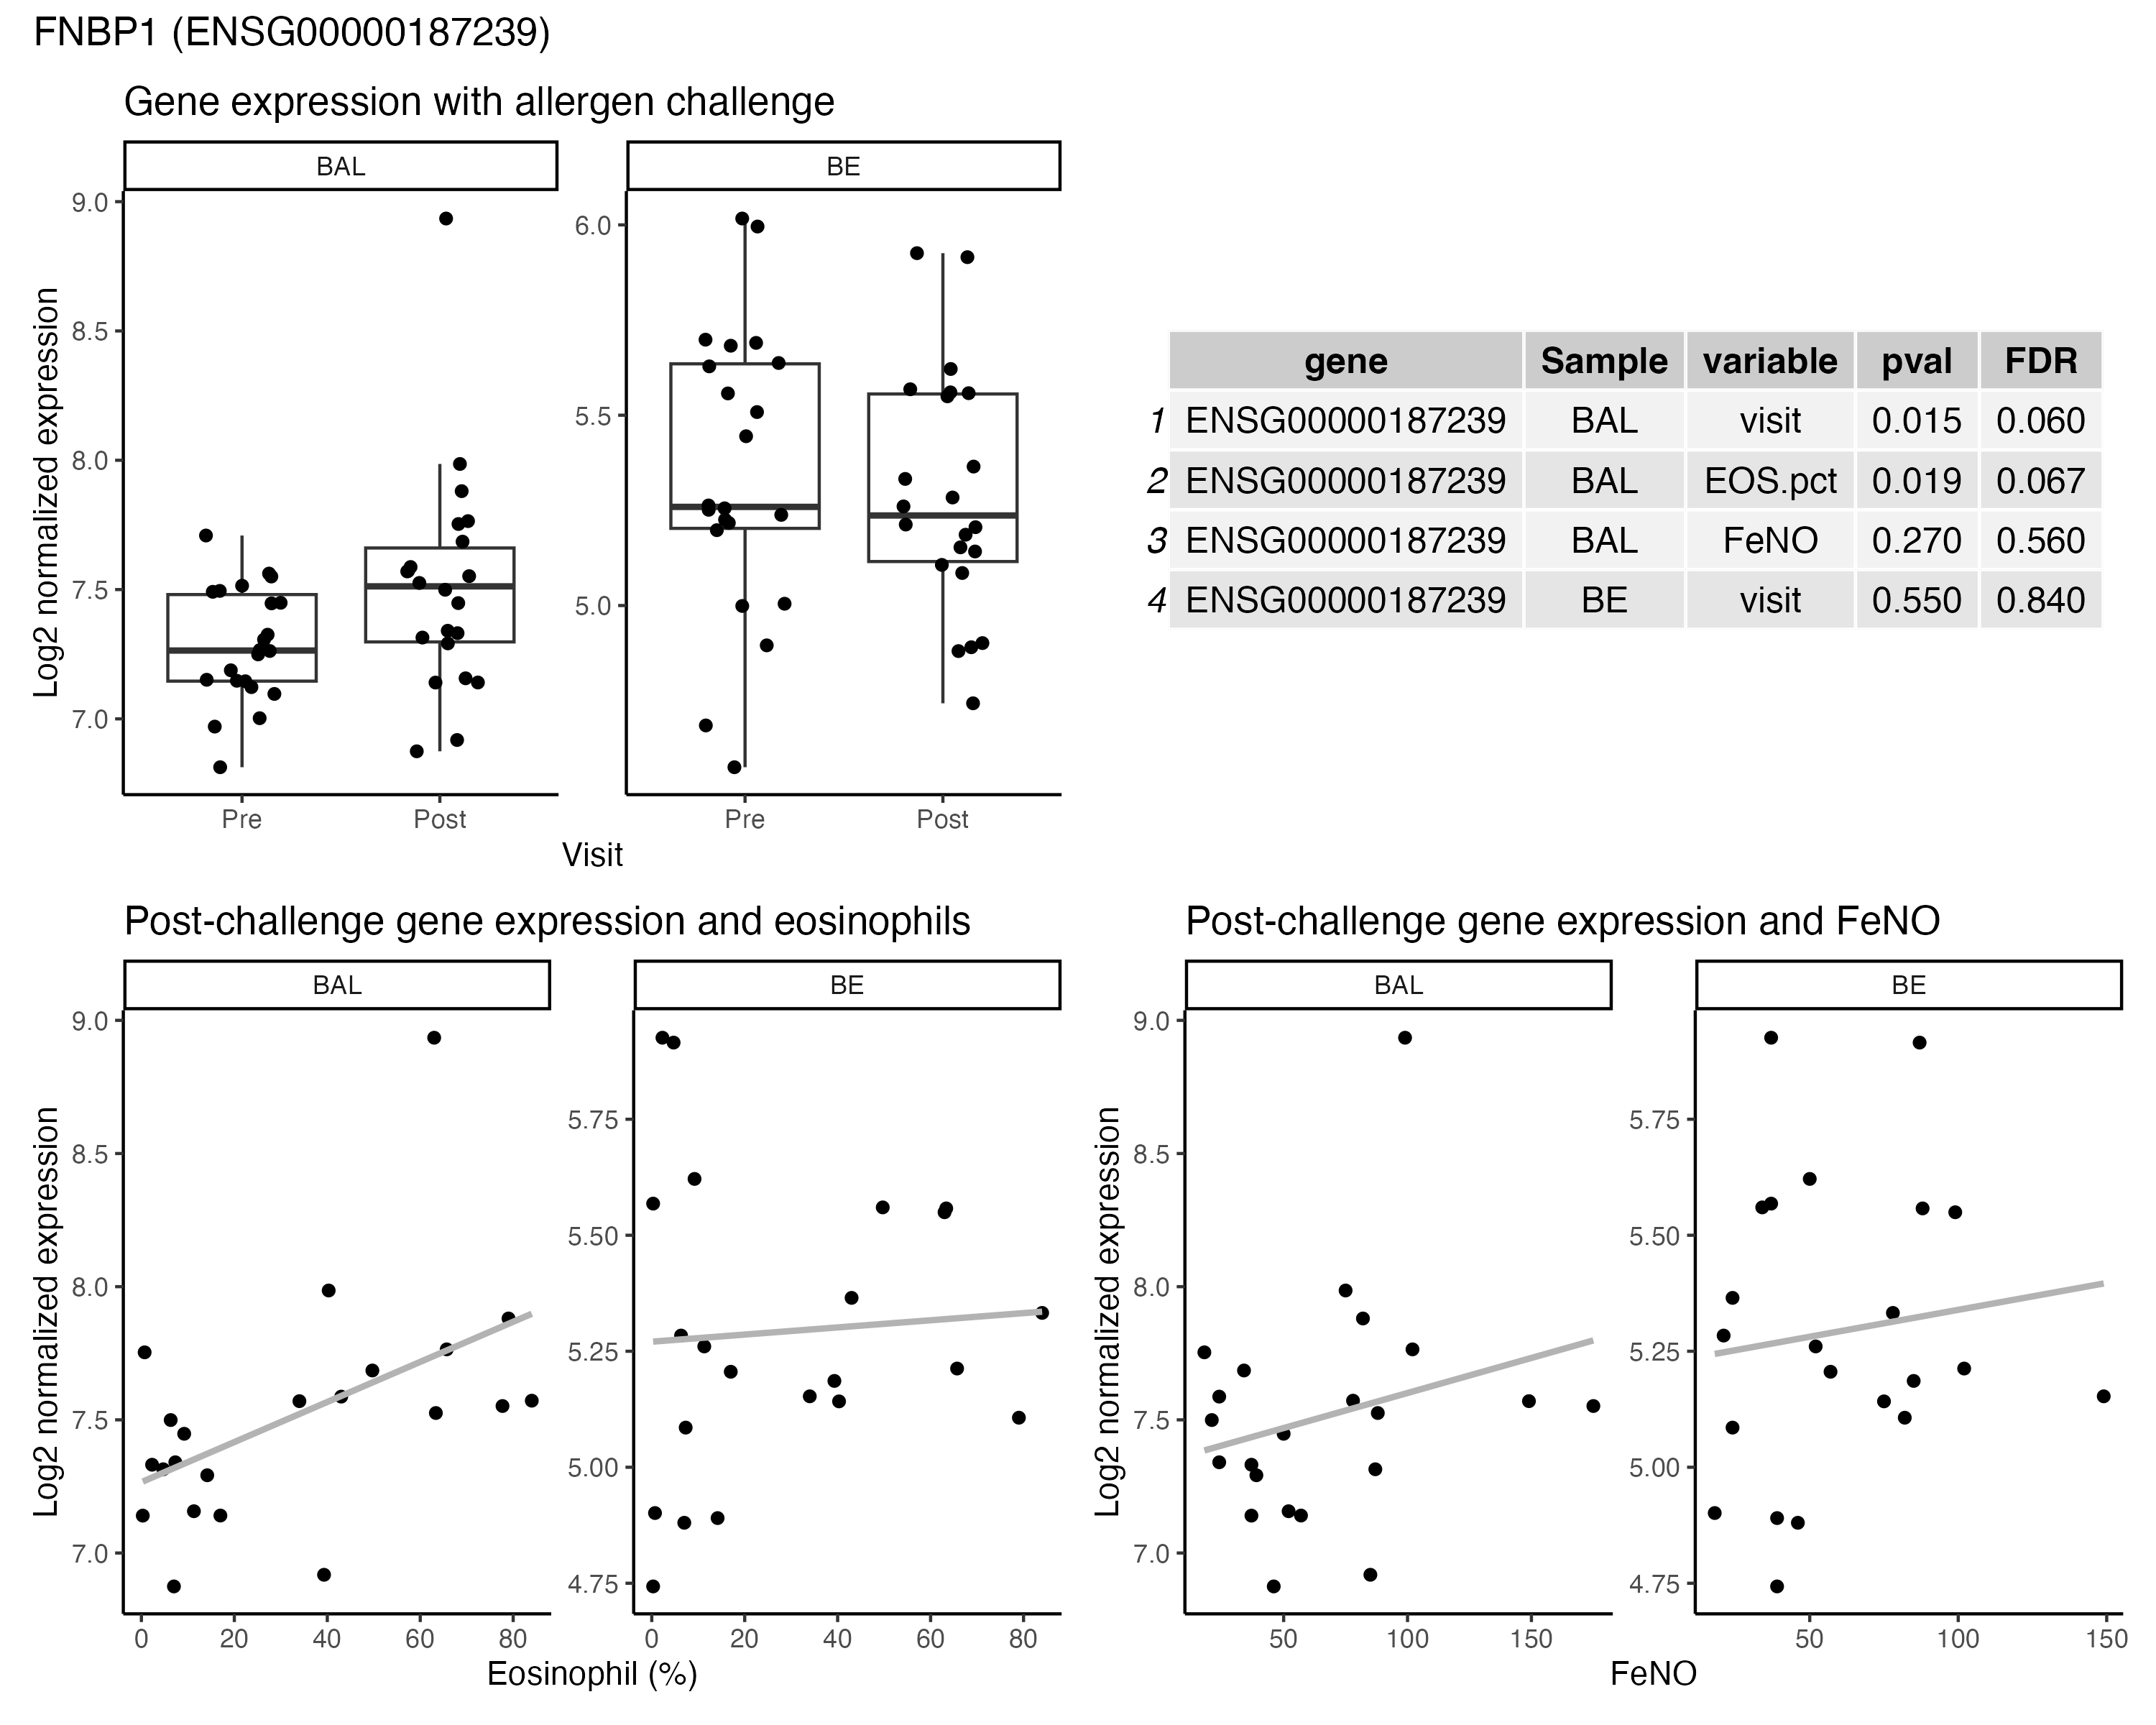 FNBP1 (ENSG00000187239)
Gene expression with allergen challenge
BAL
BE
Log2 normalized expression
9.0
8.5
8.0
7.5
7.0
6.0
5.5
5.0
Pre
Post
Pre
Post
Visit
gene Sample variable pval FDR
1 ENSG00000187239 BAL visit 0.015 0.060
2 ENSG00000187239 BAL EOS.pct 0.019 0.067
3 ENSG00000187239 BAL FeNO 0.270 0.560
4 ENSG00000187239 BE visit 0.550 0.840
Post-challenge gene expression and eosinophils
BAL
BE
Log2 normalized expression
9.0
8.5
8.0
7.5
7.0
5.75
5.50
5.25
5.00
4.75
0 20 40 60 80
0 20 40 60 80
Eosinophil (%)
Post-challenge gene expression and FeNO
BAL
BE
Log2 normalized expression
9.0
8.5
8.0
7.5
7.0
5.75
5.50
5.25
5.00
4.75
50 100 150
50 100 150
FeNO